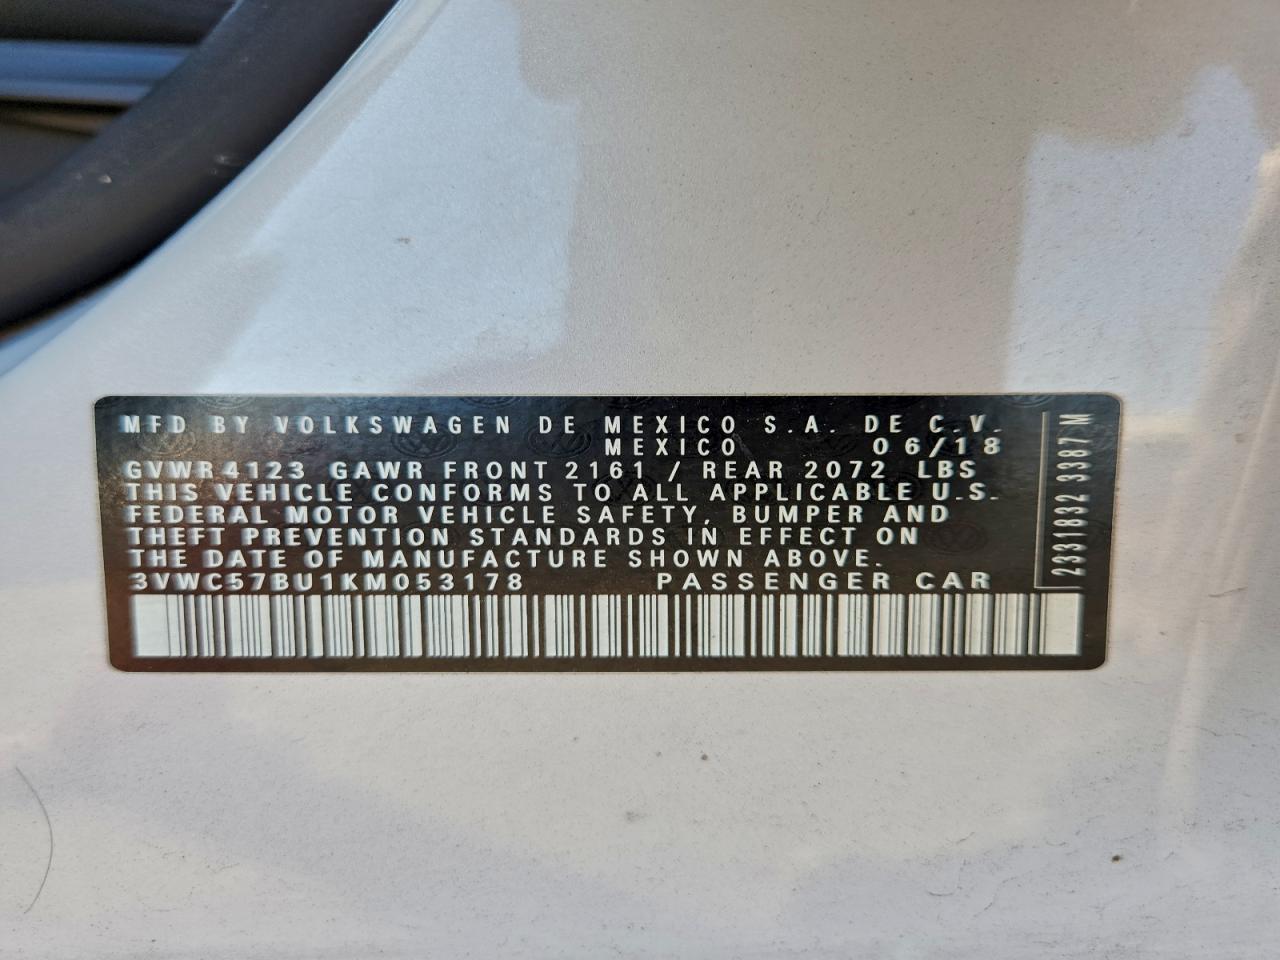 MFD BY VOLKSWAGEN DE MEXICO S.A. DE C.V.
MEXICO 06/18
GVWR 4123 GAWR FRONT 2161 / REAR 2072 LBS
THIS VEHICLE CONFORMS TO ALL APPLICABLE U.S.
FEDERAL MOTOR VEHICLE SAFETY, BUMPER AND
THEFT PREVENTION STANDARDS IN EFFECT ON
THE DATE OF MANUFACTURE SHOWN ABOVE.
3VWC57BU1KM053178 PASSENGER CAR
2331832 3387 M